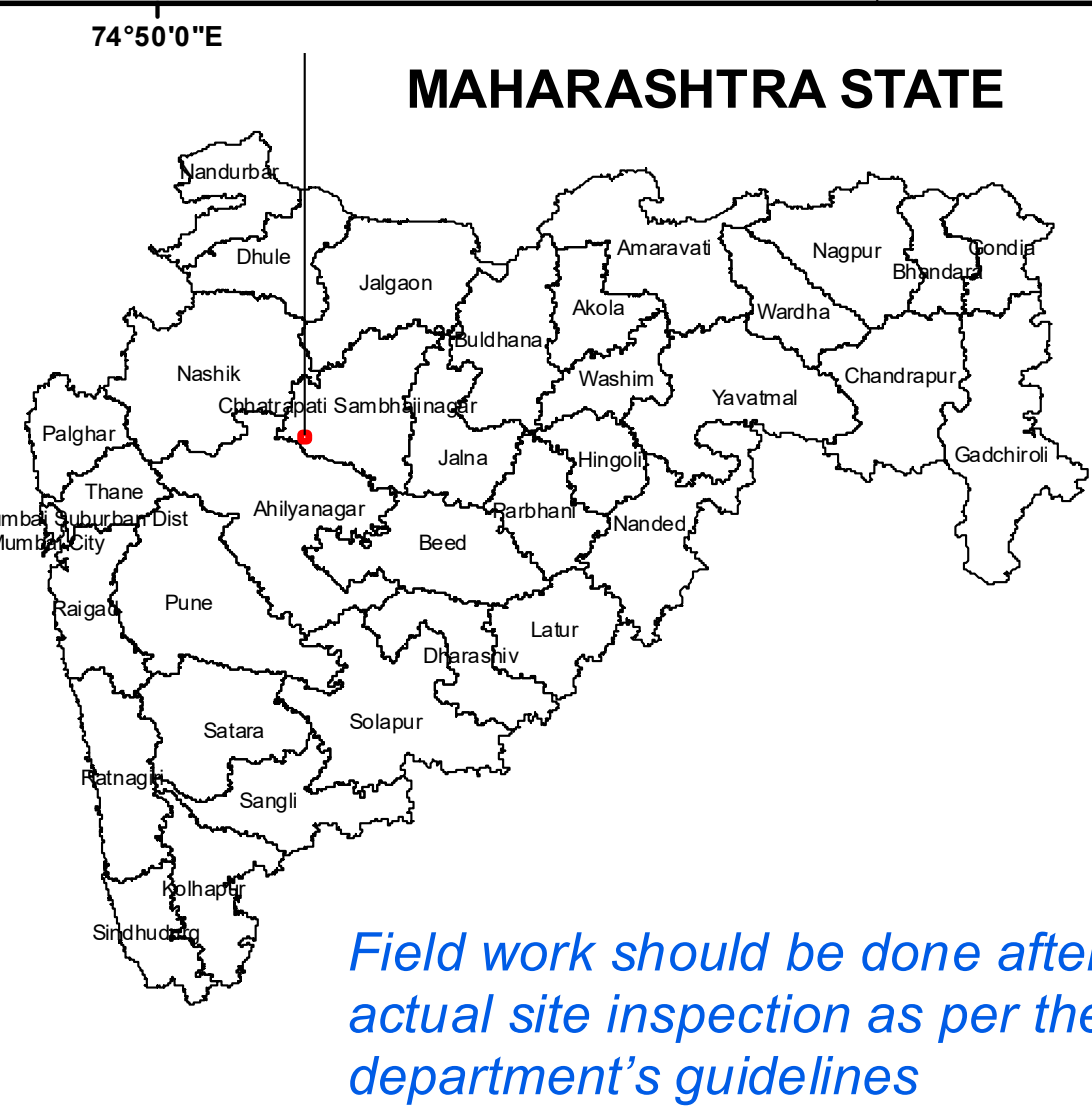 74°50'0"E
MAHARASHTRA STATE
Nandurbar
Dhule
Jalgaon
Amaravati
Nagpur
Gondia
Bhandara
Akola
Wardha
Buldhana
Nashik
Washim
Chandrapur
Yavatmal
Chhatrapati Sambhajinagar
Palghar
Jalna
Hingoli
Gadchiroli
Thane
Ahilyanagar
Parbhani
Nanded
Suburban Dist
Mumbai City
Beed
Raigad
Pune
Latur
Dharashiv
Satara
Solapur
Ratnagiri
Sangli
Kolhapur
Sindhudurg
Field work should be done after
actual site inspection as per the
department's guidelines